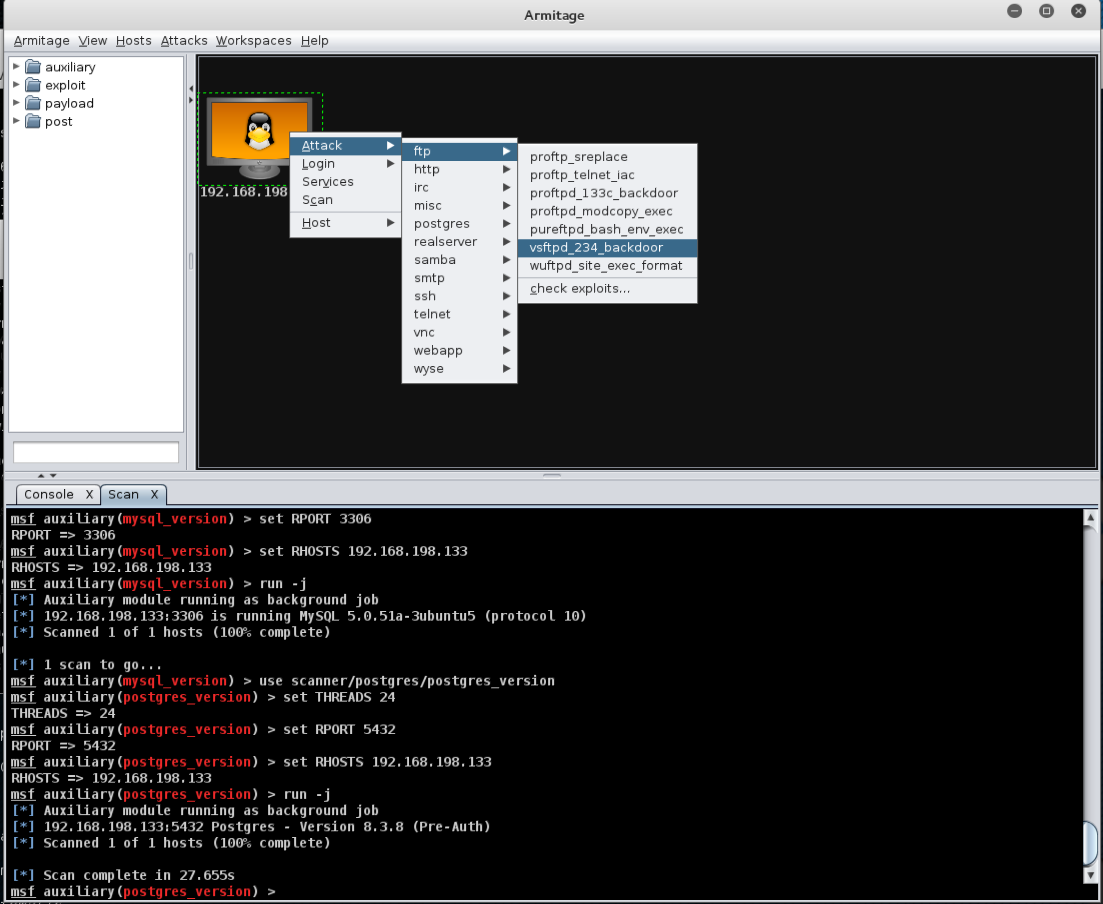 Armitage
Armitage View Hosts Attacks Workspaces Help
auxiliary
exploit
payload
post
192.168.198
Attack
Login
Services
Scan
Host
ftp
http
irc
misc
postgres
realserver
samba
smtp
ssh
telnet
vnc
webapp
wyse
proftp_sreplace
proftp_telnet_iac
proftpd_133c_backdoor
proftpd_modcopy_exec
pureftpd_bash_env_exec
vsftpd_234_backdoor
wuftpd_site_exec_format
check exploits...
Console X Scan X
msf auxiliary(mysql_version) > set RPORT 3306
RPORT => 3306
msf auxiliary(mysql_version) > set RHOSTS 192.168.198.133
RHOSTS => 192.168.198.133
msf auxiliary(mysql_version) > run -j
[*] Auxiliary module running as background job
[*] 192.168.198.133:3306 is running MySQL 5.0.51a-3ubuntu5 (protocol 10)
[*] Scanned 1 of 1 hosts (100% complete)
[*] 1 scan to go...
msf auxiliary(mysql_version) > use scanner/postgres/postgres_version
msf auxiliary(postgres_version) > set THREADS 24
THREADS => 24
msf auxiliary(postgres_version) > set RPORT 5432
RPORT => 5432
msf auxiliary(postgres_version) > set RHOSTS 192.168.198.133
RHOSTS => 192.168.198.133
msf auxiliary(postgres_version) > run -j
[*] Auxiliary module running as background job
[*] 192.168.198.133:5432 Postgres - Version 8.3.8 (Pre-Auth)
[*] Scanned 1 of 1 hosts (100% complete)
[*] Scan complete in 27.655s
msf auxiliary(postgres_version) >